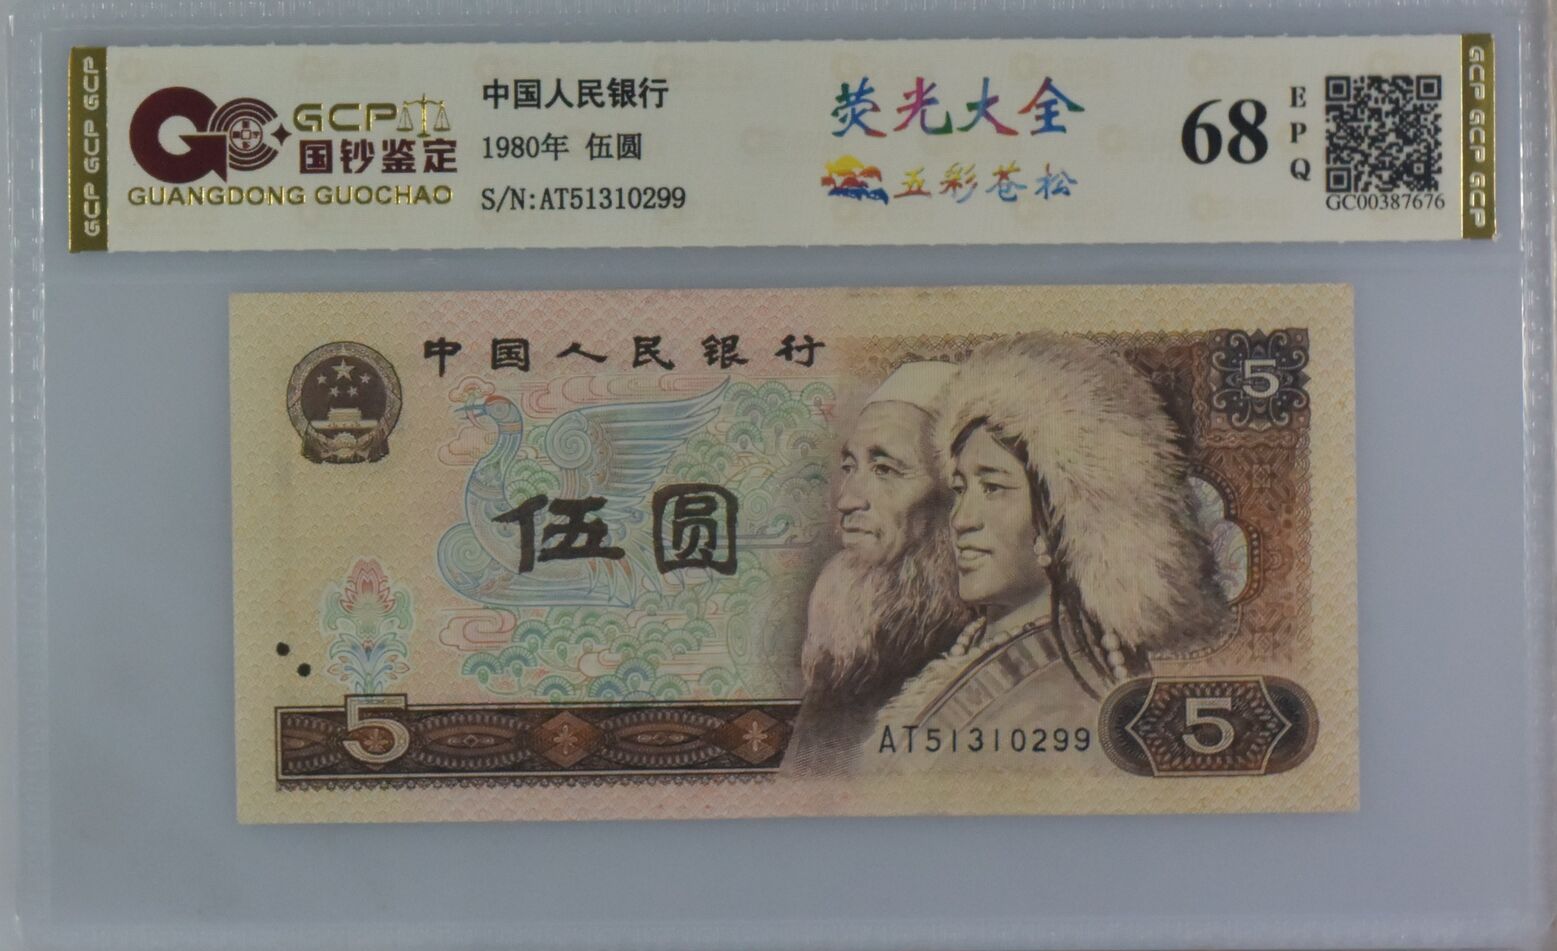 GCP GCP GCP
GCP
国钞鉴定
GUANGDONG GUOCHAO
中国人民银行
1980年 伍圆
S/N:AT51310299
荧光大全
五彩苍松
68
E
P
Q
GC00387676
GCP GCP GCP
中国人民银行
5
伍圆
5
AT51310299
5